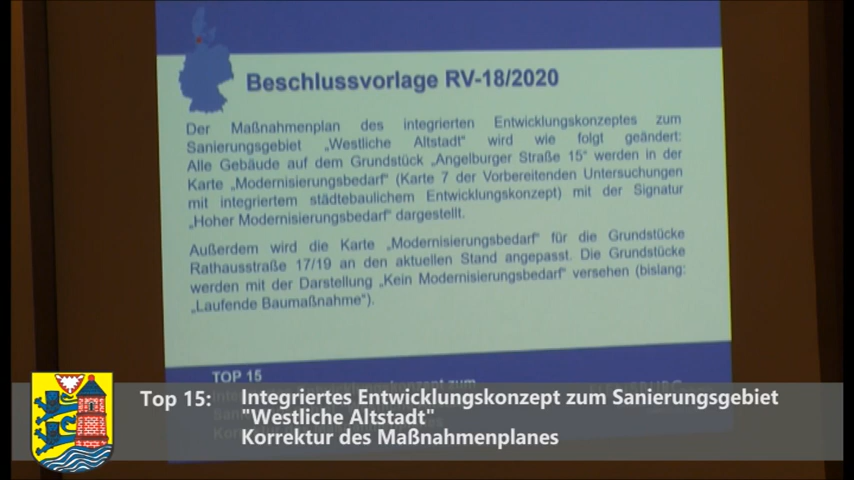 Beschlussvorlage RV-18/2020
Der Maßnahmenplan des integrierten Entwicklungskonzeptes zum
Sanierungsgebiet „Westliche Altstadt“ wird wie folgt geändert:
Alle Gebäude auf dem Grundstück „Angelburger Straße 15“ werden in der
Karte „Modernisierungsbedarf“ (Karte 7 der Vorbereitenden Untersuchungen
mit integriertem städtebaulichem Entwicklungskonzept) mit der Signatur
„Hoher Modernisierungsbedarf“ dargestellt.
Außerdem wird die Karte „Modernisierungsbedarf“ für die Grundstücke
Rathausstraße 17/19 an den aktuellen Stand angepasst. Die Grundstücke
werden mit der Darstellung „Kein Modernisierungsbedarf“ versehen (bislang:
„Laufende Baumaßnahme“).
TOP 15
Top 15: Integriertes Entwicklungskonzept zum Sanierungsgebiet
"Westliche Altstadt"
Korrektur des Maßnahmenplanes